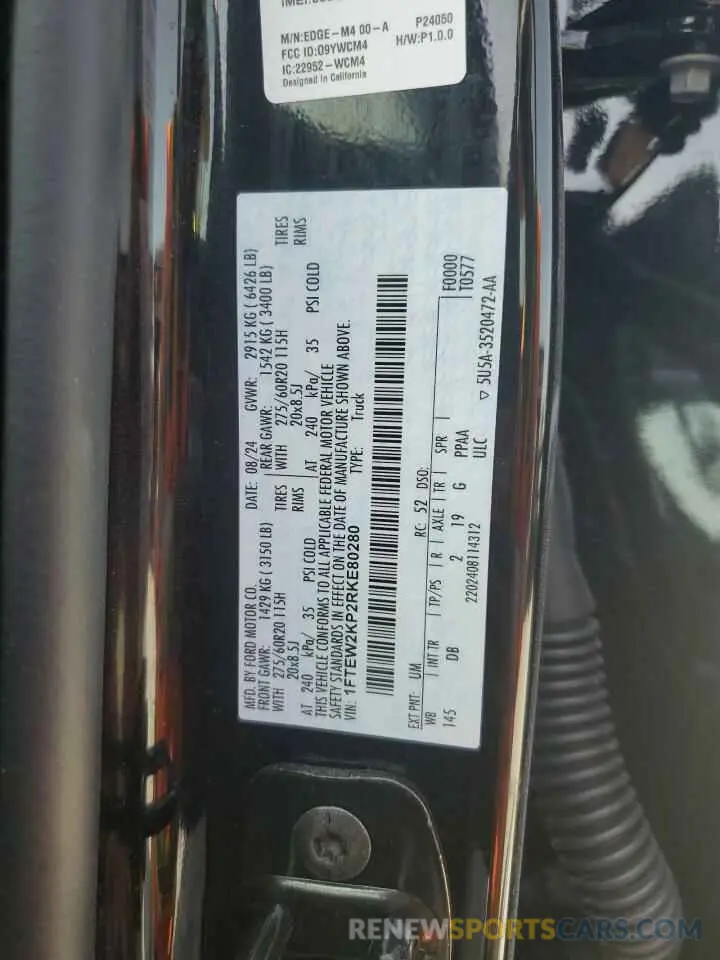 M/N:EDGE-M4 00-A P24050
FCC ID:O9YWCM4 H/W:P1.0.0
IC:22952-WCM4
Designed in California
MFD. BY FORD MOTOR CO. DATE: 08/24 GVWR: 2915 KG ( 6426 LB)
FRONT GAWR: 1429 KG ( 3150 LB) REAR GAWR: 1542 KG ( 3400 LB)
WITH 275/60R20 115H TIRES WITH 275/60R20 115H TIRES
20x8.5J RIMS 20x8.5J RIMS
AT 240 kPa/ 35 PSI COLD AT 240 kPa/ 35 PSI COLD
THIS VEHICLE CONFORMS TO ALL APPLICABLE FEDERAL MOTOR VEHICLE
SAFETY STANDARDS IN EFFECT ON THE DATE OF MANUFACTURE SHOWN ABOVE.
VIN: 1FTEW2KP2RKE80280 TYPE: Truck
EXT PNT: UM RC: 52 DSO: F0000
WB INT TR TP/PS R AXLE TR SPR T0577
145 DB 2 19 G PPAA
2202408114312 ULC ▽ 5U5A-3520472-AA
RENEWSPORTSCARS.COM